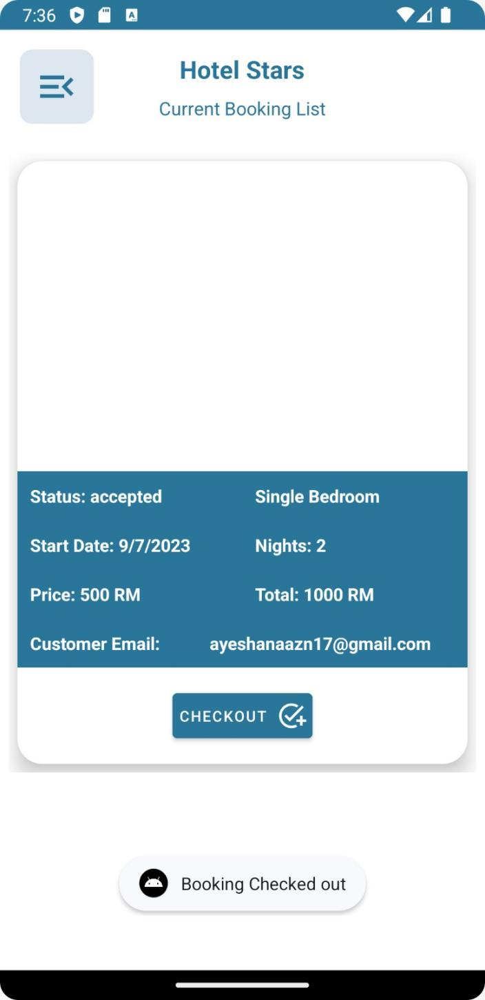 7:36
Hotel Stars
Current Booking List
Status: accepted Single Bedroom
Start Date: 9/7/2023 Nights: 2
Price: 500 RM Total: 1000 RM
Customer Email: ayeshanaazn17@gmail.com
CHECKOUT
Booking Checked out